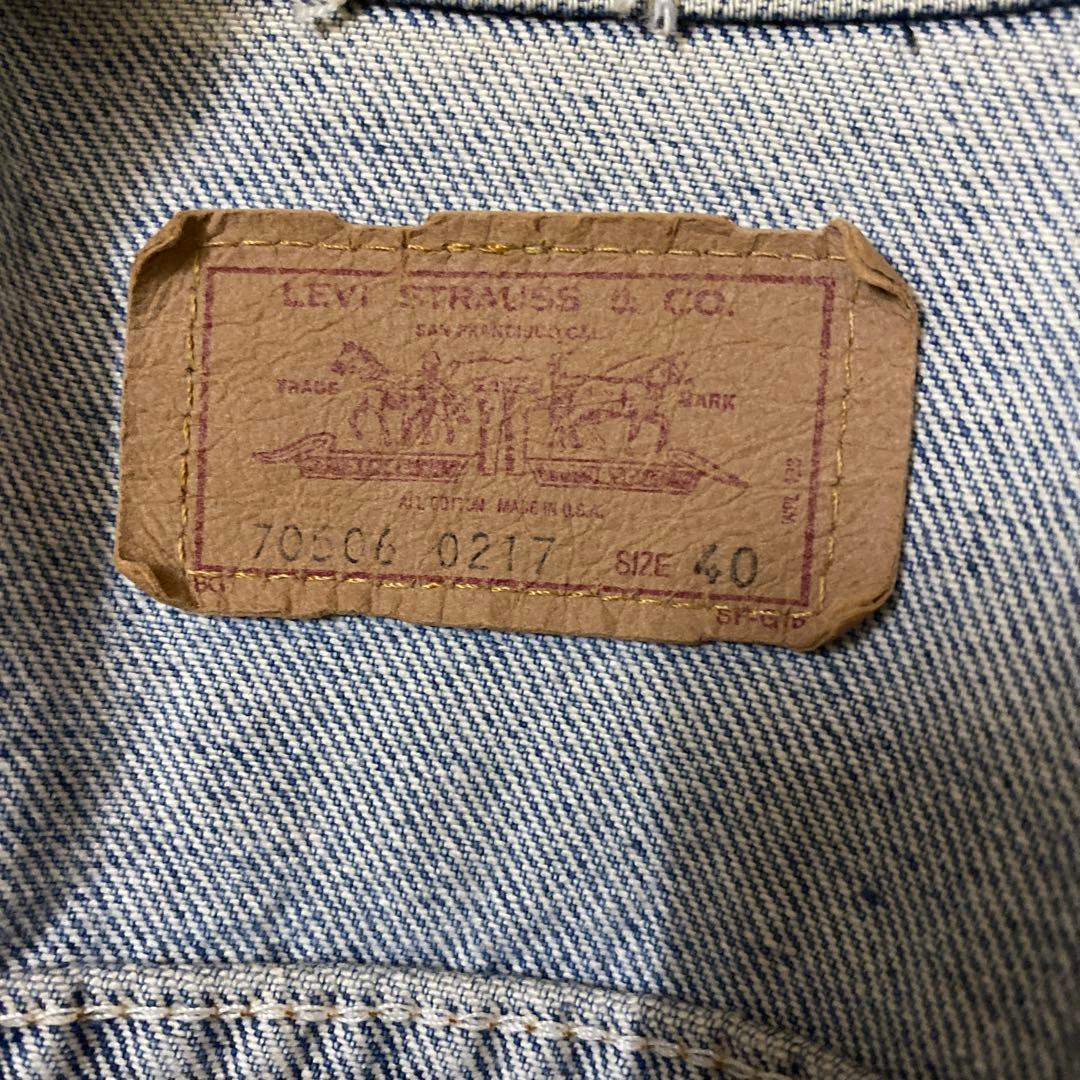 LEVI STRAUSS & CO.
SAN FRANCISCO CAL.
TRADE MARK
ALL COTTON MADE IN U.S.A.
70506 0217 SIZE 40